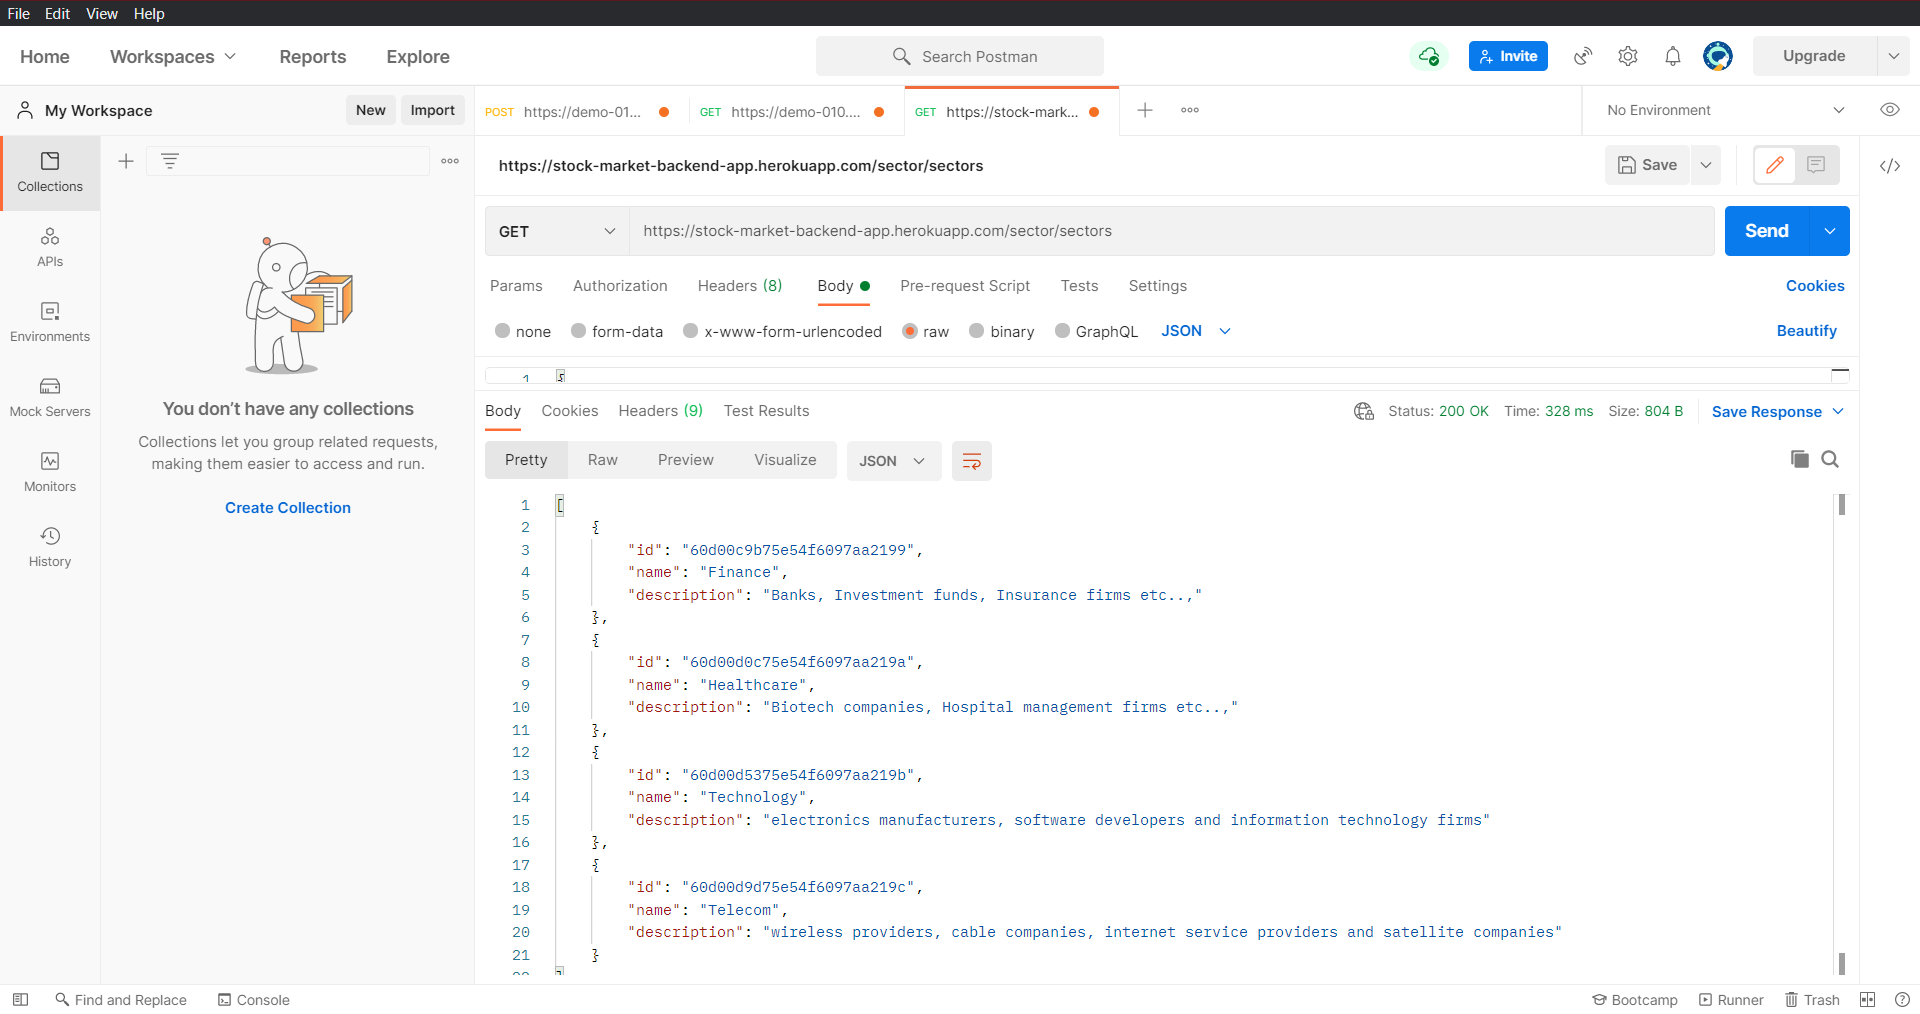 File Edit View Help
Home Workspaces Reports Explore Search Postman Invite Upgrade
My Workspace New Import POST https://demo-01... GET https://demo-010.... GET https://stock-mark... No Environment
Collections
APIs
Environments
Mock Servers
Monitors
History
You don’t have any collections
Collections let you group related requests,
making them easier to access and run.
Create Collection
https://stock-market-backend-app.herokuapp.com/sector/sectors Save
GET https://stock-market-backend-app.herokuapp.com/sector/sectors Send
Params Authorization Headers (8) Body Pre-request Script Tests Settings Cookies
none form-data x-www-form-urlencoded raw binary GraphQL JSON Beautify
1 {
Body Cookies Headers (9) Test Results Status: 200 OK Time: 328 ms Size: 804 B Save Response
Pretty Raw Preview Visualize JSON
1 [
2 {
3 "id": "60d00c9b75e54f6097aa2199",
4 "name": "Finance",
5 "description": "Banks, Investment funds, Insurance firms etc..,"
6 },
7 {
8 "id": "60d00d0c75e54f6097aa219a",
9 "name": "Healthcare",
10 "description": "Biotech companies, Hospital management firms etc..,"
11 },
12 {
13 "id": "60d00d5375e54f6097aa219b",
14 "name": "Technology",
15 "description": "electronics manufacturers, software developers and information technology firms"
16 },
17 {
18 "id": "60d00d9d75e54f6097aa219c",
19 "name": "Telecom",
20 "description": "wireless providers, cable companies, internet service providers and satellite companies"
21 }
22 ]
Find and Replace Console Bootcamp Runner Trash